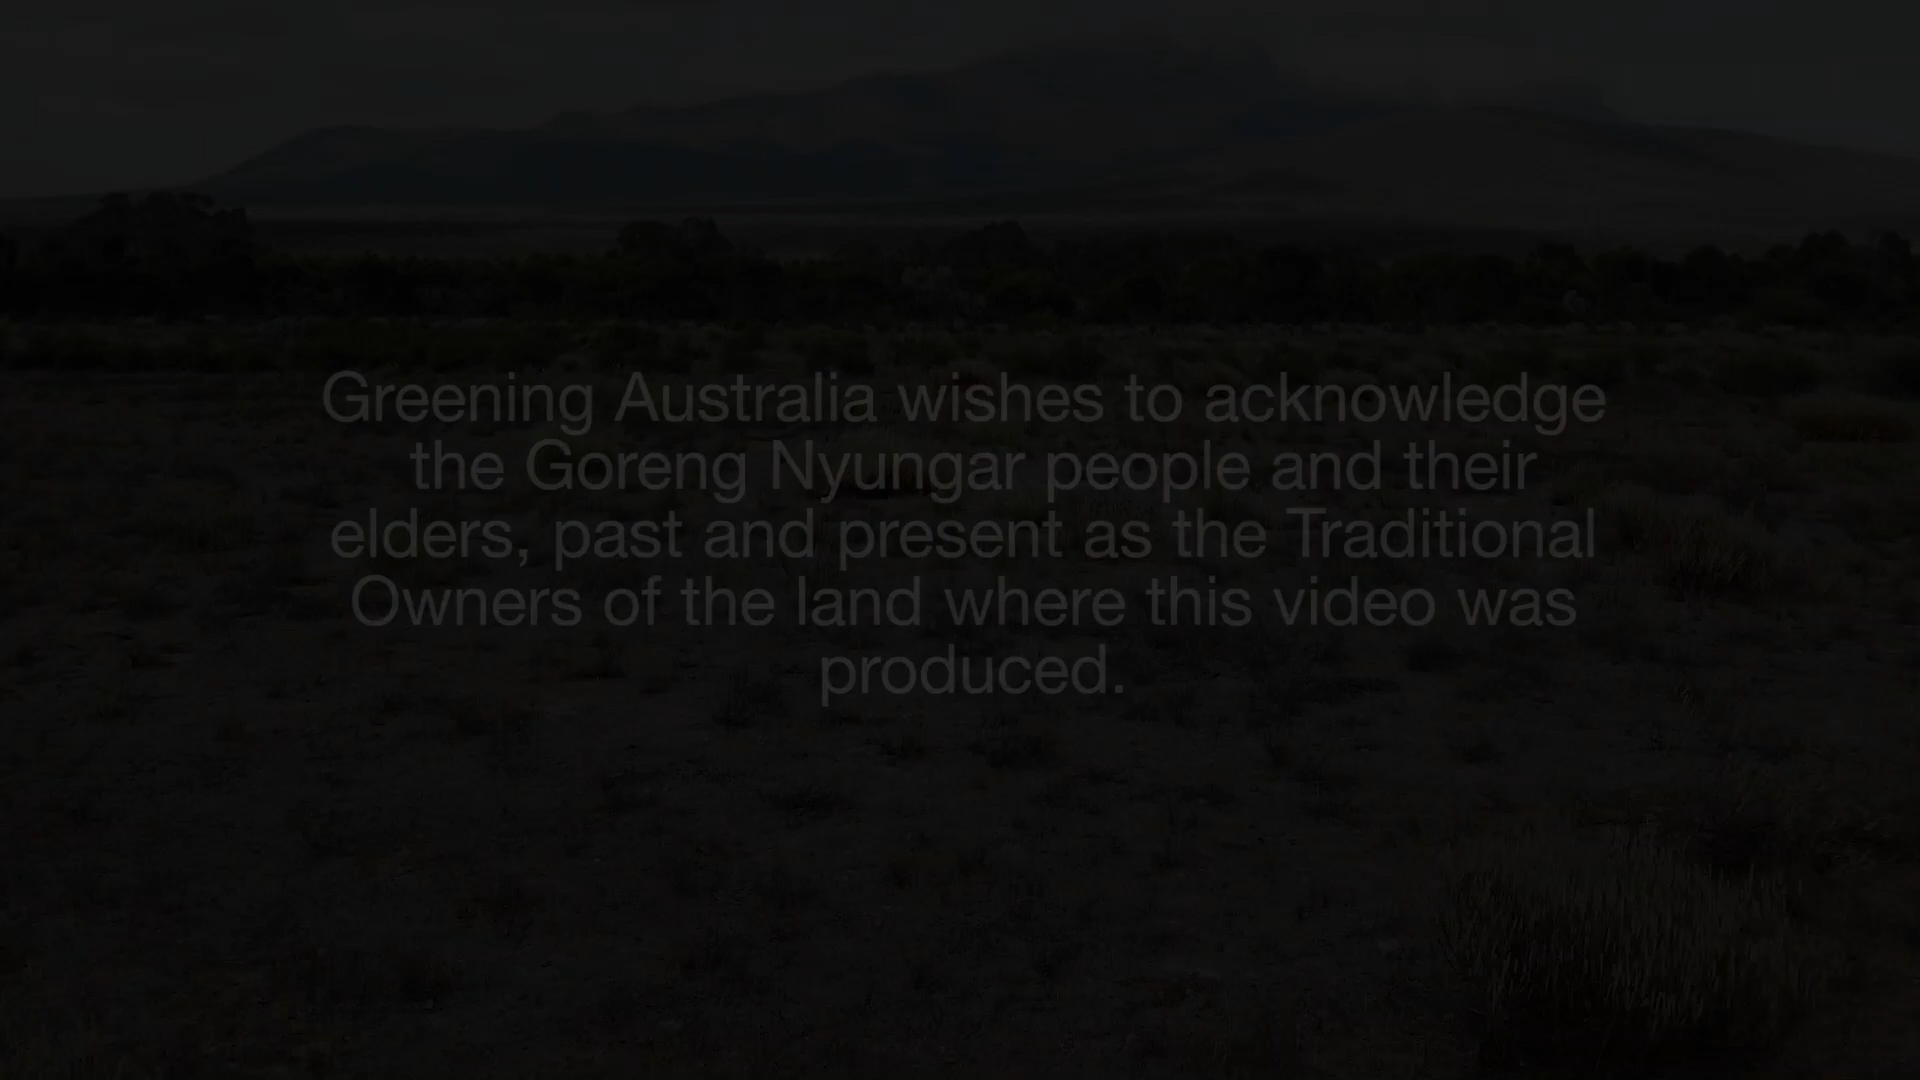 Greening Australia wishes to acknowledge
the Goreng Nyungar people and their
elders, past and present as the Traditional
Owners of the land where this video was
produced.